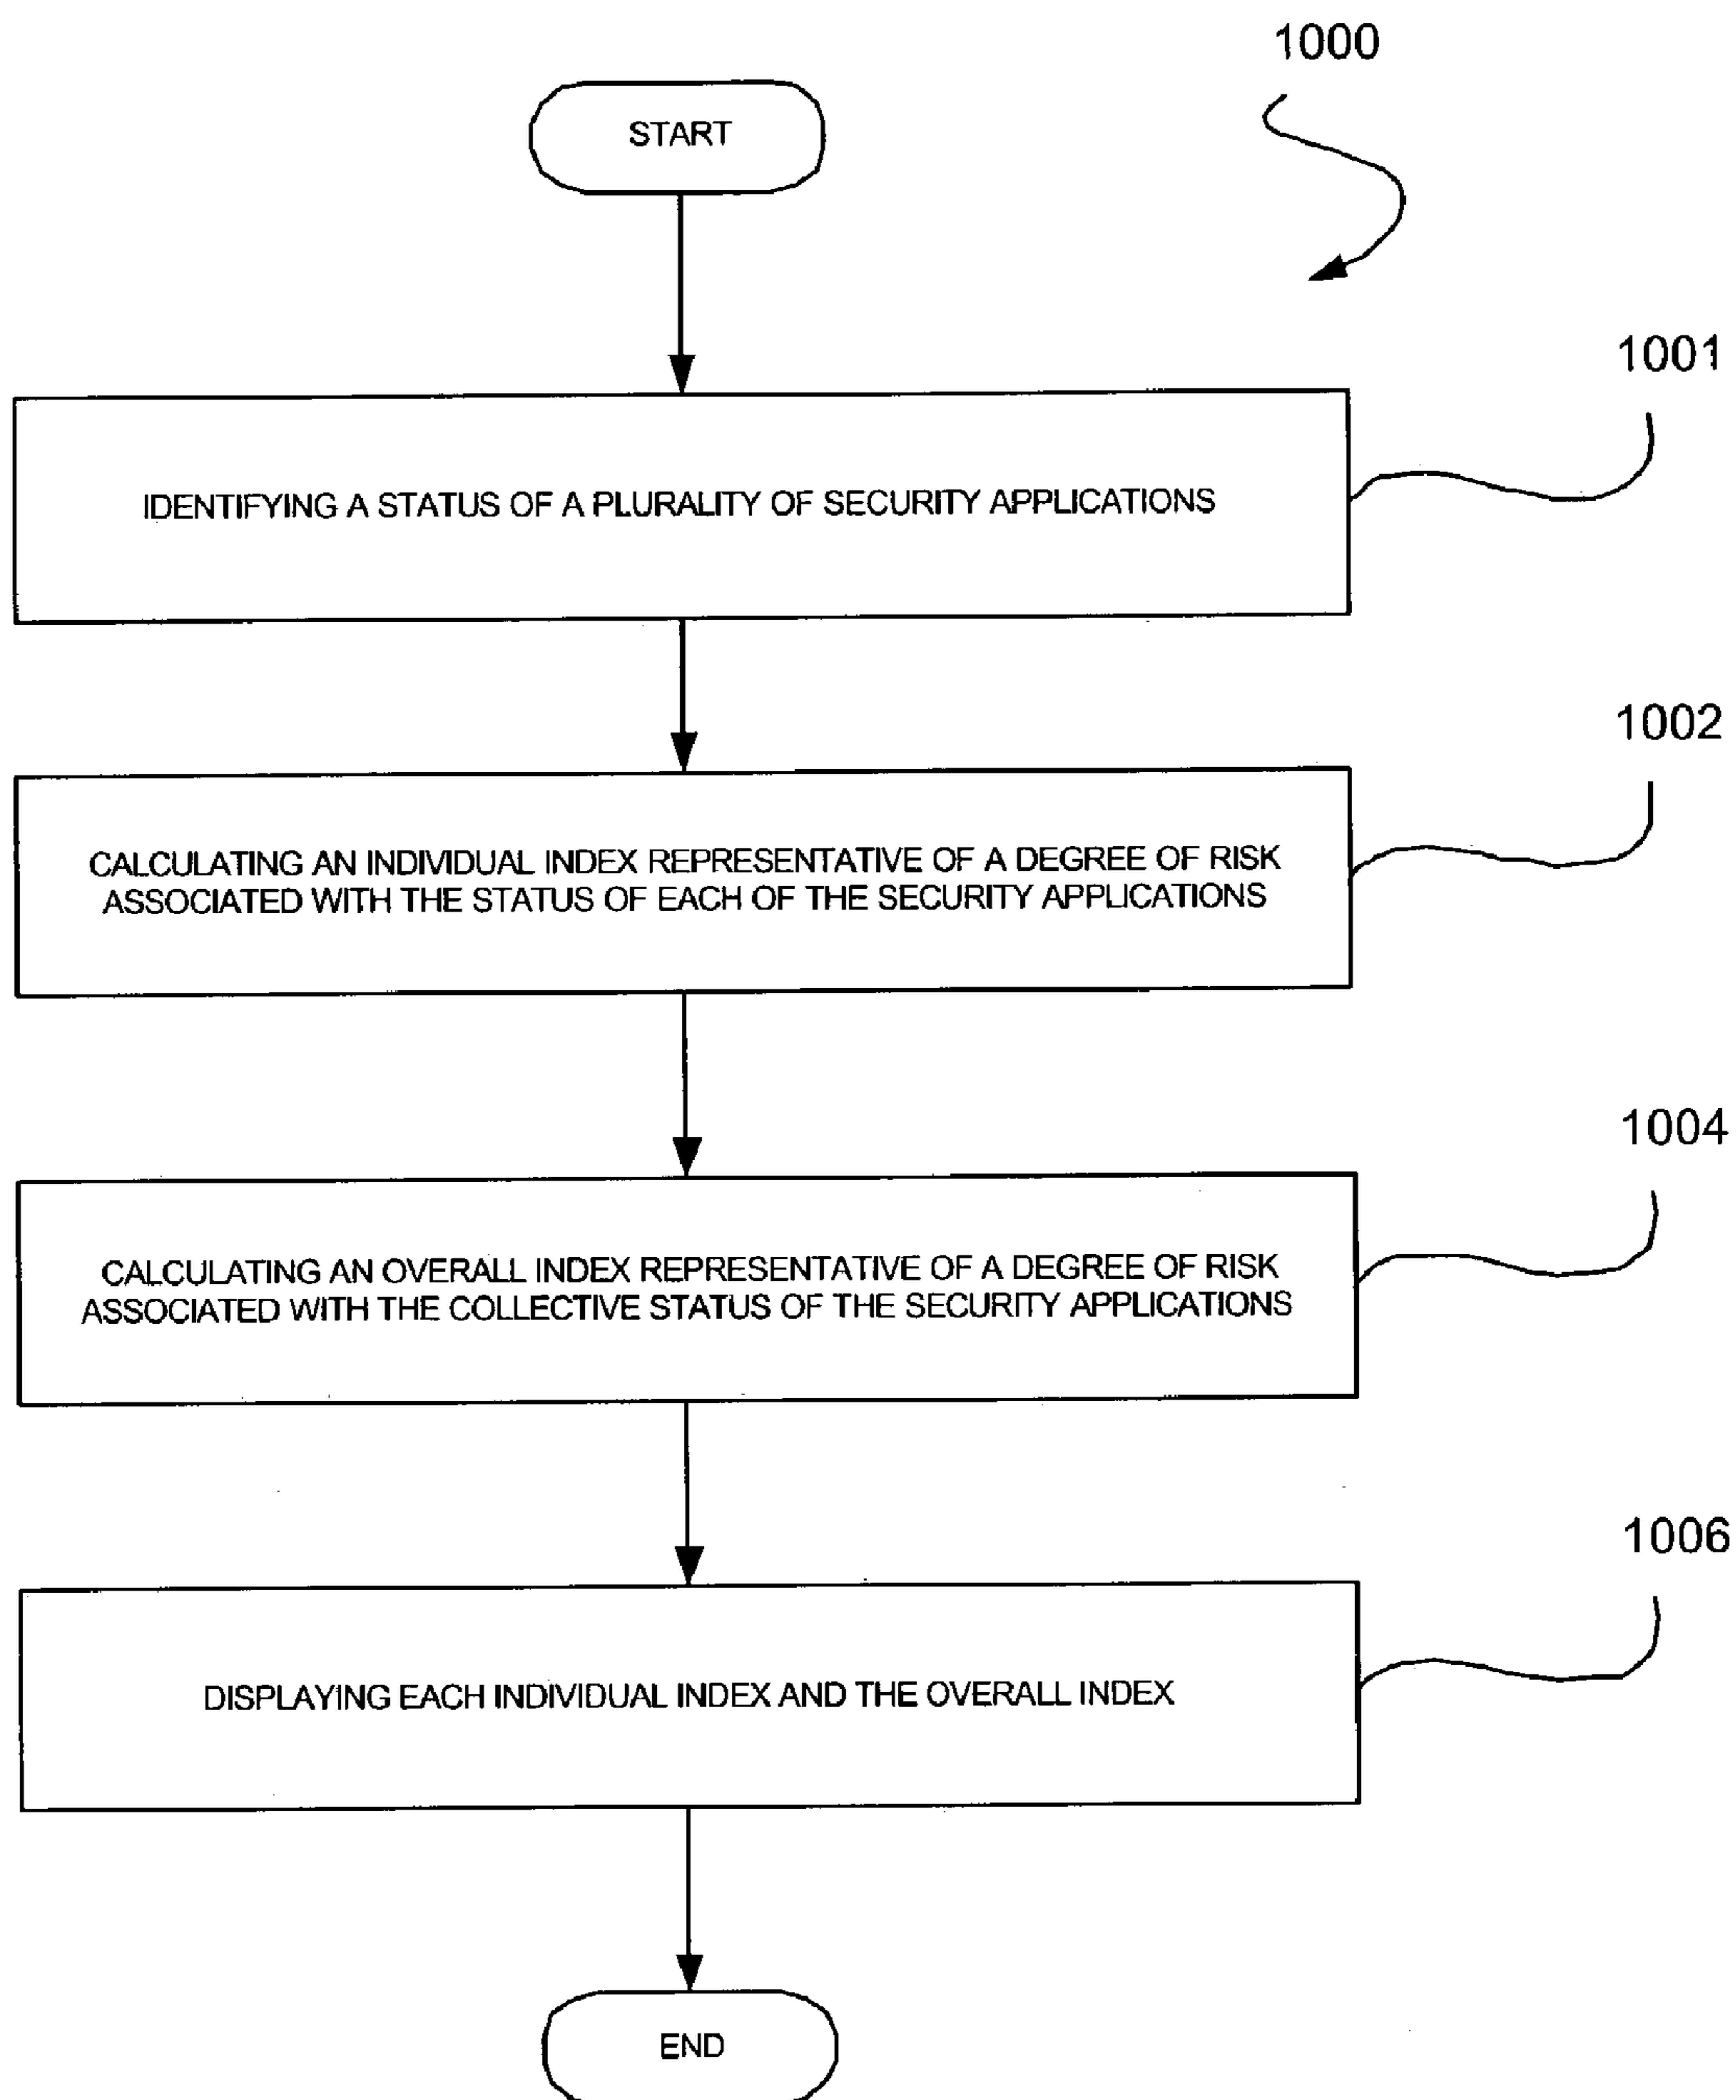 1000
START
1001
IDENTIFYING A STATUS OF A PLURALITY OF SECURITY APPLICATIONS
1002
CALCULATING AN INDIVIDUAL INDEX REPRESENTATIVE OF A DEGREE OF RISK
ASSOCIATED WITH THE STATUS OF EACH OF THE SECURITY APPLICATIONS
1004
CALCULATING AN OVERALL INDEX REPRESENTATIVE OF A DEGREE OF RISK
ASSOCIATED WITH THE COLLECTIVE STATUS OF THE SECURITY APPLICATIONS
1006
DISPLAYING EACH INDIVIDUAL INDEX AND THE OVERALL INDEX
END